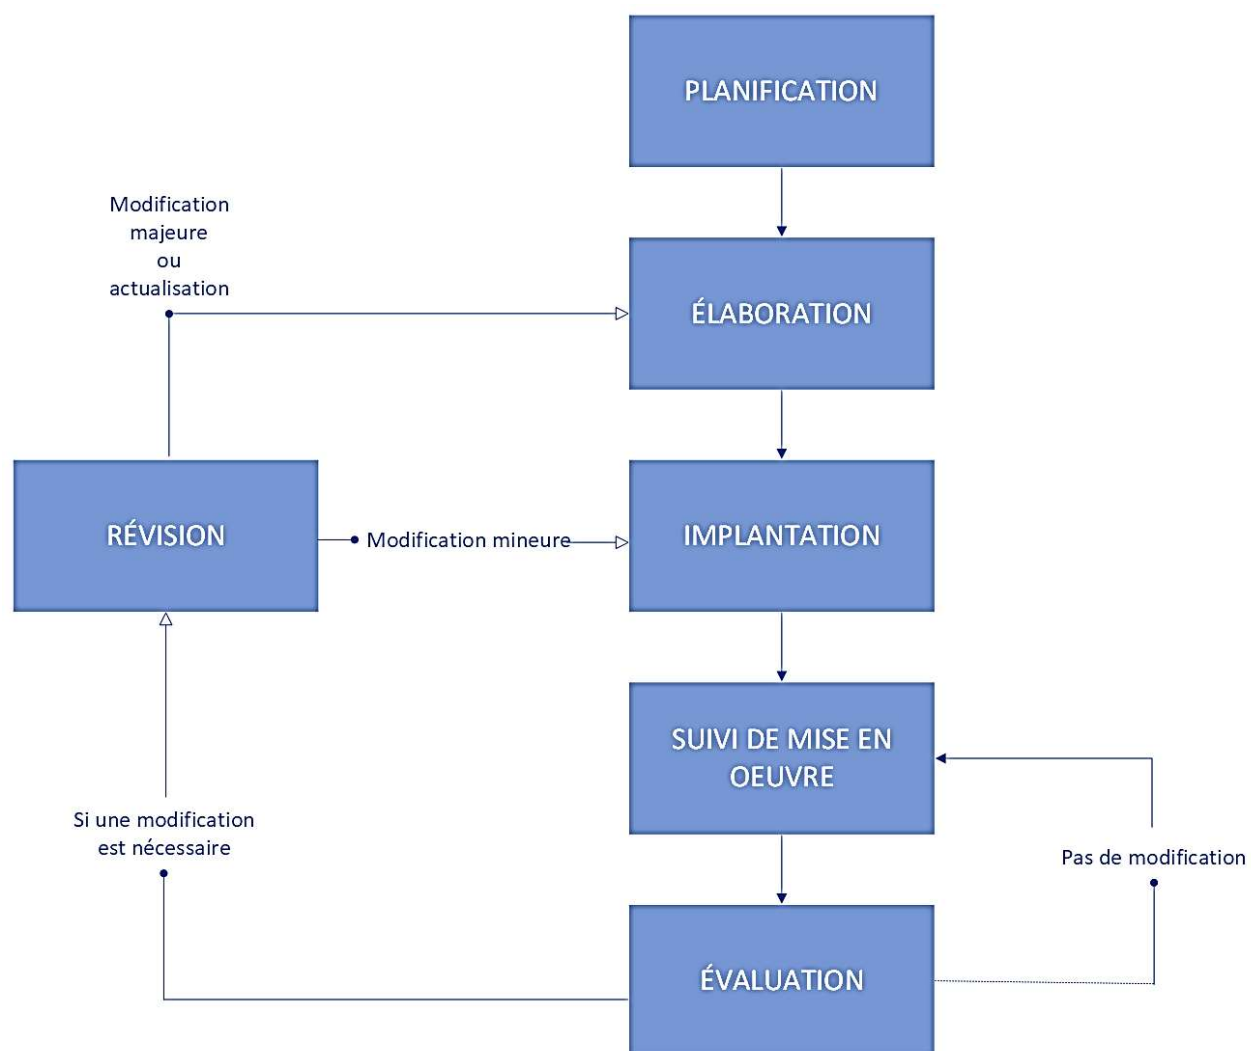 PLANIFICATION
Modification
majeure
ou
actualisation
ÉLABORATION
RÉVISION
Modification mineure
IMPLANTATION
SUIVI DE MISE EN
OEUVRE
Si une modification
est nécessaire
Pas de modification
ÉVALUATION